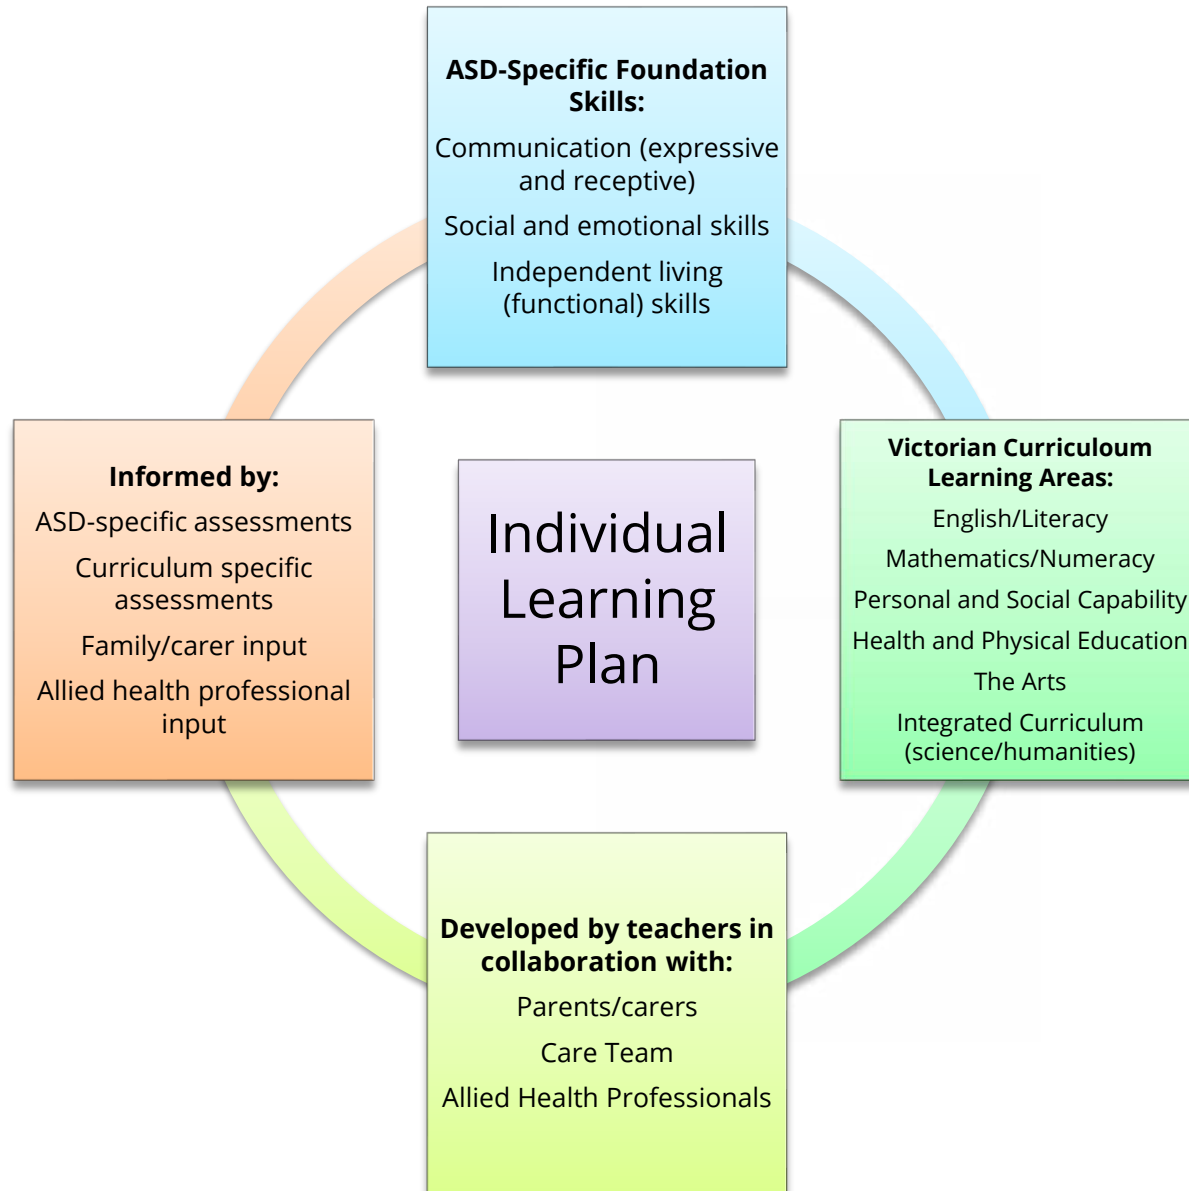 ASD-Specific Foundation
Skills:
Communication (expressive
and receptive)
Social and emotional skills
Independent living
(functional) skills
Informed by:
ASD-specific assessments
Curriculum specific
assessments
Family/carer input
Allied health professional
input
Individual
Learning
Plan
Victorian Curriculoum
Learning Areas:
English/Literacy
Mathematics/Numeracy
Personal and Social Capability
Health and Physical Education
The Arts
Integrated Curriculum
(science/humanities)
Developed by teachers in
collaboration with:
Parents/carers
Care Team
Allied Health Professionals